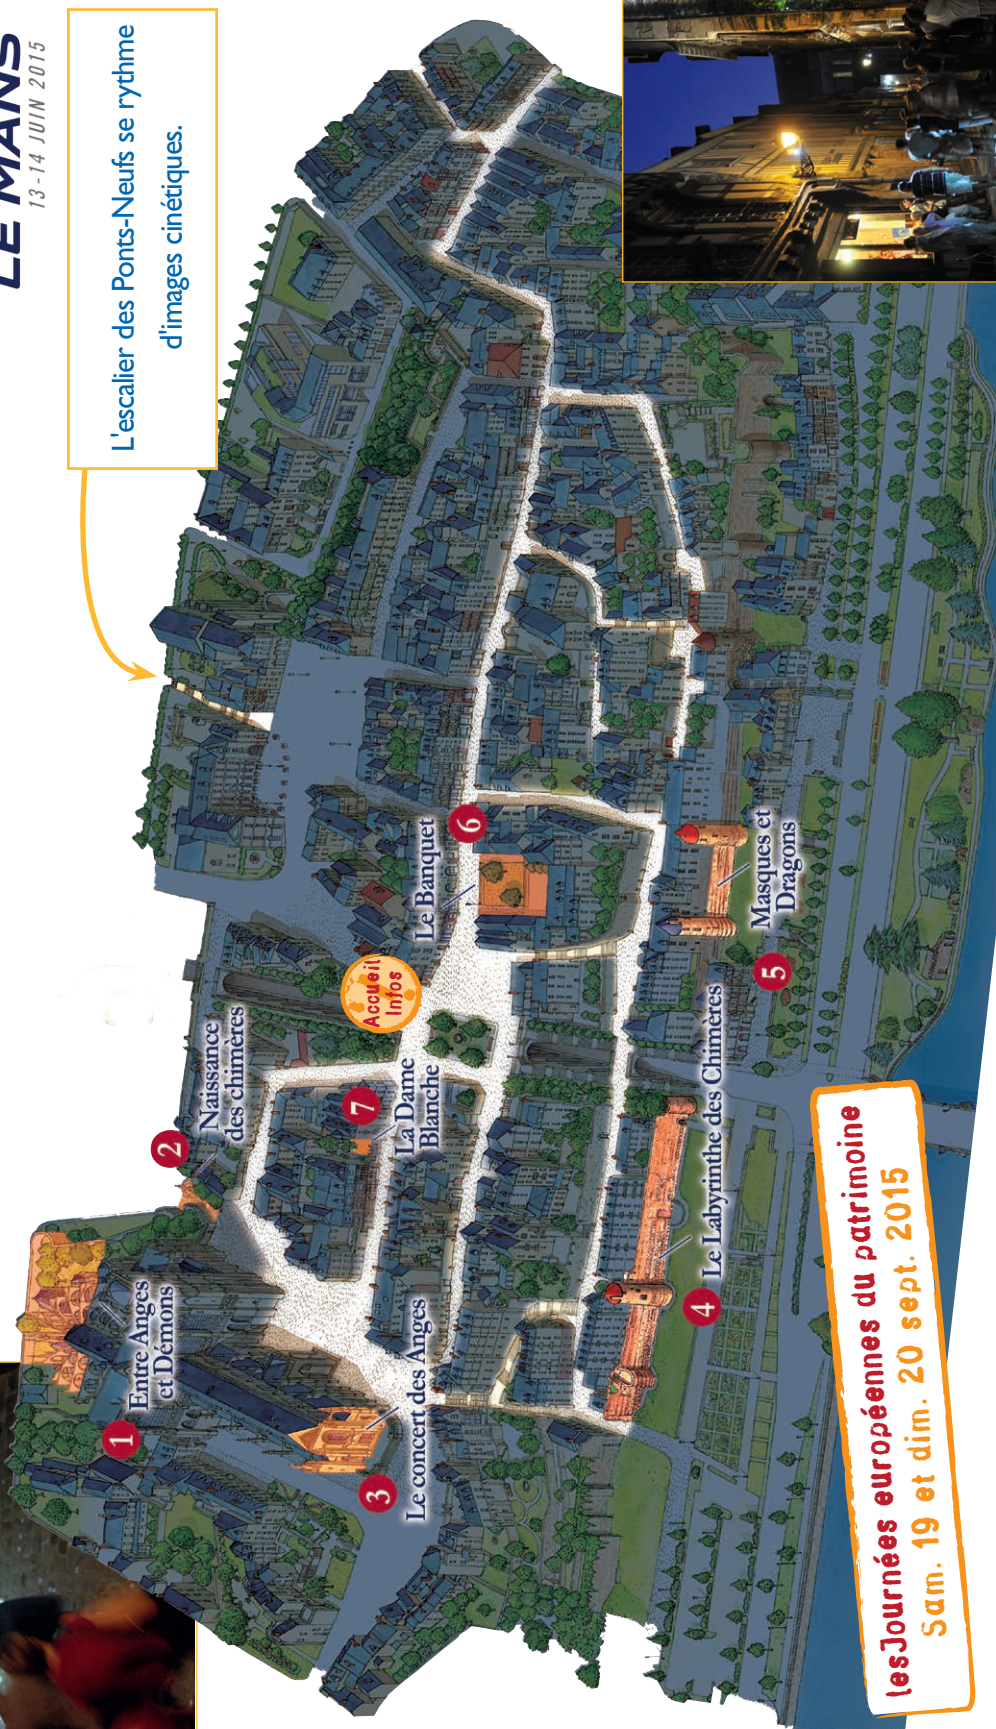 LE MANS
13-14 JUIN 2015
L'escalier des Ponts-Neufs se rythme
d'images cinétiques.
1
Entre Anges
et Démons
2
Naissance
des chimères
3
Le concert des Anges
7
La Dame
Blanche
Accueil
Infos
Le Banquet
6
4
Le Labyrinthe des Chimères
5
Masques et
Dragons
les Journées européennes du patrimoine
Sam. 19 et dim. 20 sept. 2015